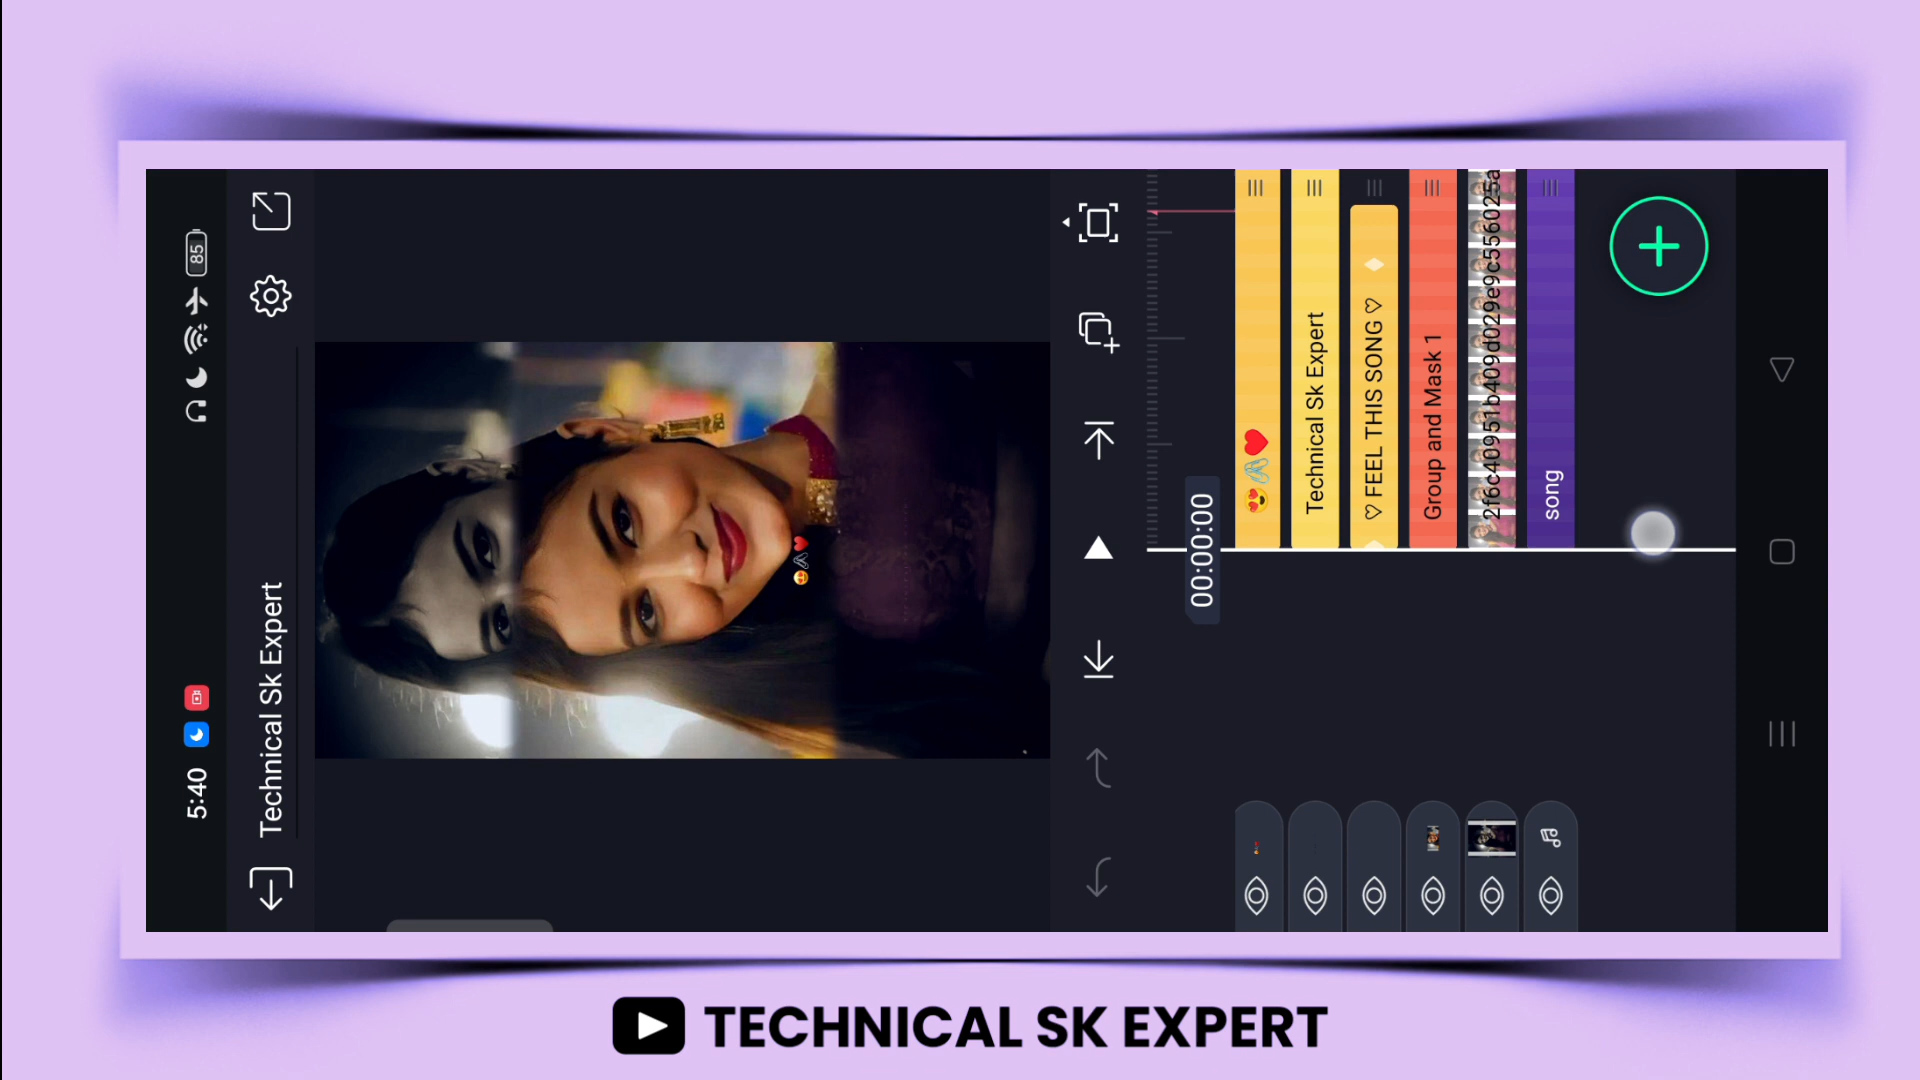 5:40
85
Technical Sk Expert
00:00:00
😍🖇️❤️
😍🖇️❤️
Technical Sk Expert
♡ FEEL THIS SONG ♡
Group and Mask 1
2f6c40951b409d029e9c556025a
song
TECHNICAL SK EXPERT